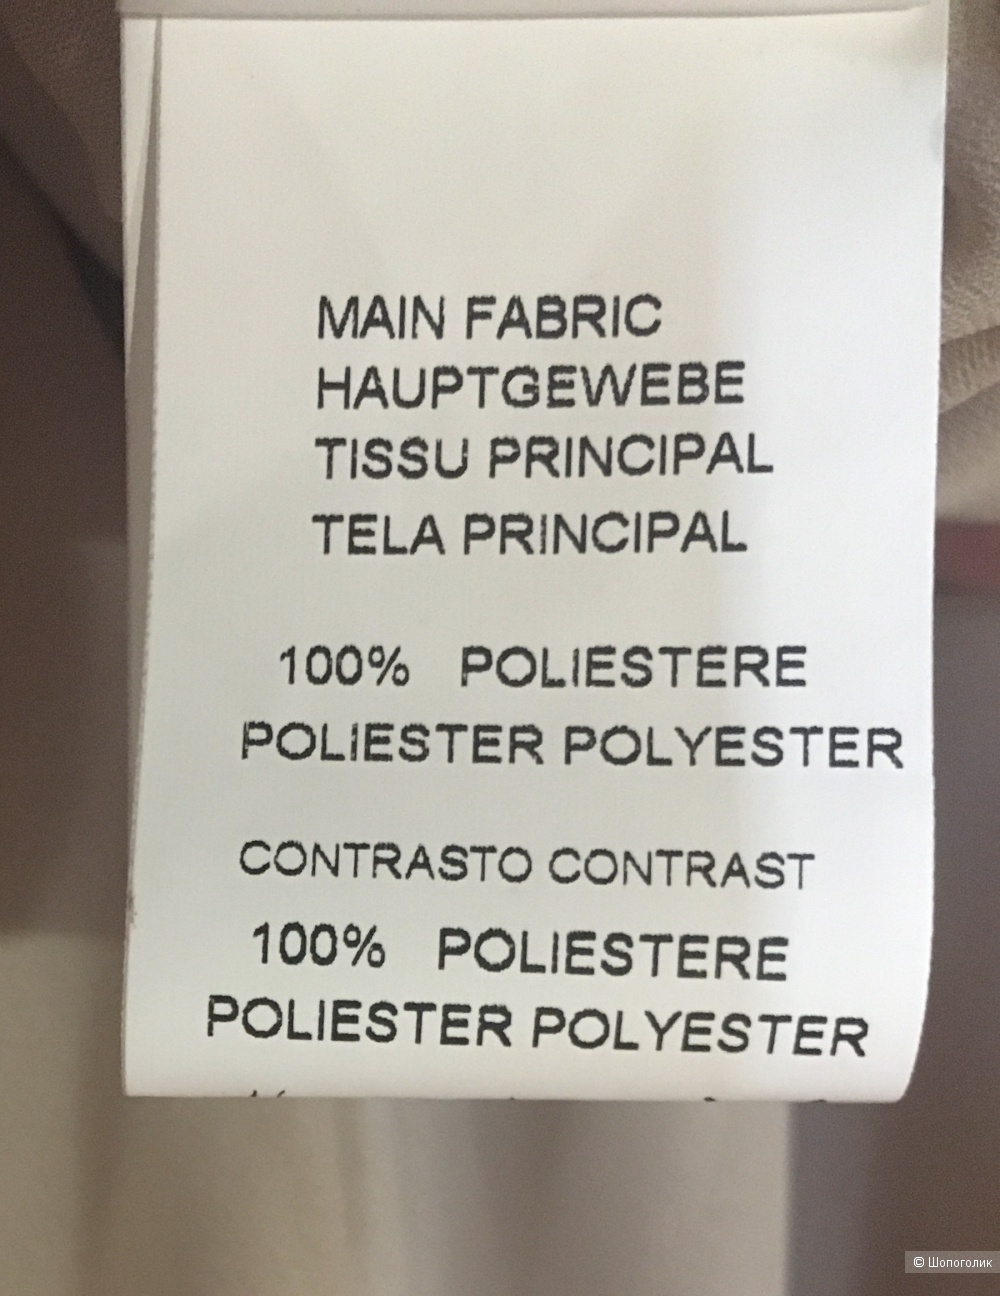 MAIN FABRIC
HAUPTGEWEBE
TISSU PRINCIPAL
TELA PRINCIPAL
100% POLIESTERE
POLIESTER POLYESTER
CONTRASTO CONTRAST
100% POLIESTERE
POLIESTER POLYESTER
© Шопоголик